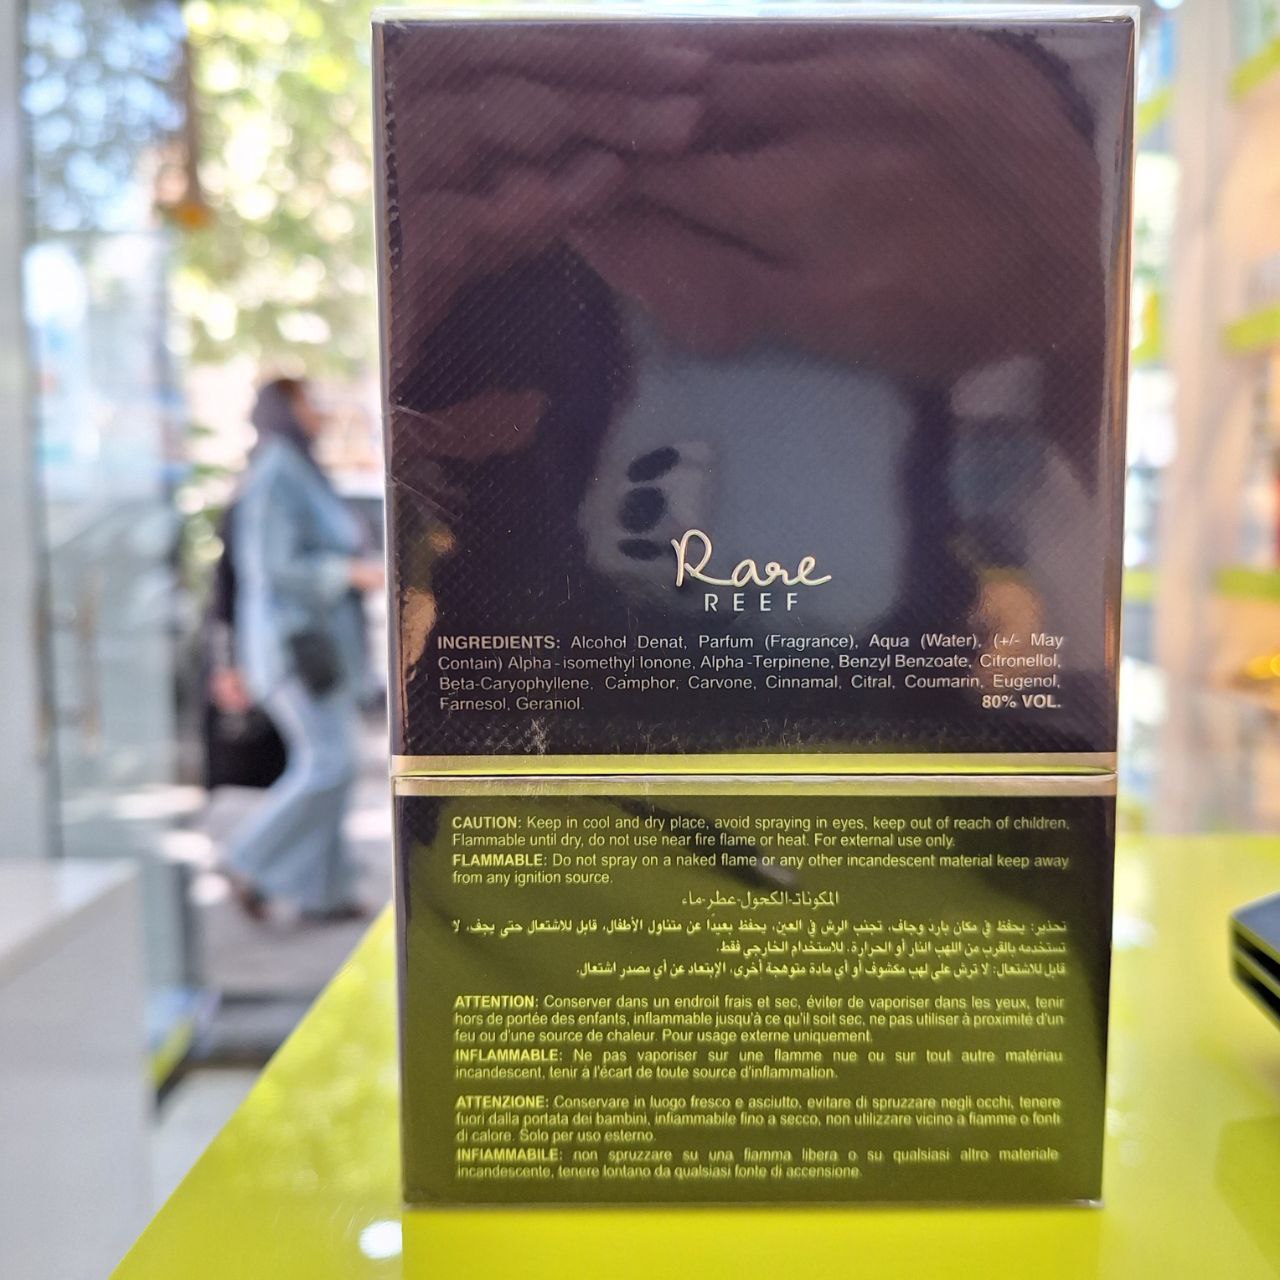 Rare
REEF
INGREDIENTS: Alcohol Denat, Parfum (Fragrance), Aqua (Water), (+/- May
Contain) Alpha-isomethyl Ionone, Alpha-Terpinene, Benzyl Benzoate, Citronellol,
Beta-Caryophyllene, Camphor, Carvone, Cinnamal, Citral, Coumarin, Eugenol,
Farnesol, Geraniol. 80% VOL.
CAUTION: Keep in cool and dry place, avoid spraying in eyes, keep out of reach of children,
Flammable until dry, do not use near fire flame or heat. For external use only.
FLAMMABLE: Do not spray on a naked flame or any other incandescent material keep away
from any ignition source.
المكونات-الكحول-عطر-ماء
تحذير: يحفظ في مكان بارد وجاف، تجنب الرش في العين، يحفظ بعيداً عن متناول الأطفال، قابل للاشتعال حتى يجف، لا
تستخدمه بالقرب من اللهب النار أو الحرارة. للاستخدام الخارجي فقط.
قابل للاشتعال: لا ترش على لهب مكشوف أو أي مادة متوهجة أخرى، الإبتعاد عن أي مصدر اشتعال.
ATTENTION: Conserver dans un endroit frais et sec, éviter de vaporiser dans les yeux, tenir
hors de portée des enfants, inflammable jusqu'à ce qu'il soit sec, ne pas utiliser à proximité d'un
feu ou d'une source de chaleur. Pour usage externe uniquement.
INFLAMMABLE: Ne pas vaporiser sur une flamme nue ou sur tout autre matériau
incandescent, tenir à l'écart de toute source d'inflammation.
ATTENZIONE: Conservare in luogo fresco e asciutto, evitare di spruzzare negli occhi, tenere
fuori dalla portata dei bambini, infiammabile fino a secco, non utilizzare vicino a fiamme o fonti
di calore. Solo per uso esterno.
INFIAMMABILE: non spruzzare su una fiamma libera o su qualsiasi altro materiale
incandescente, tenere lontano da qualsiasi fonte di accensione.